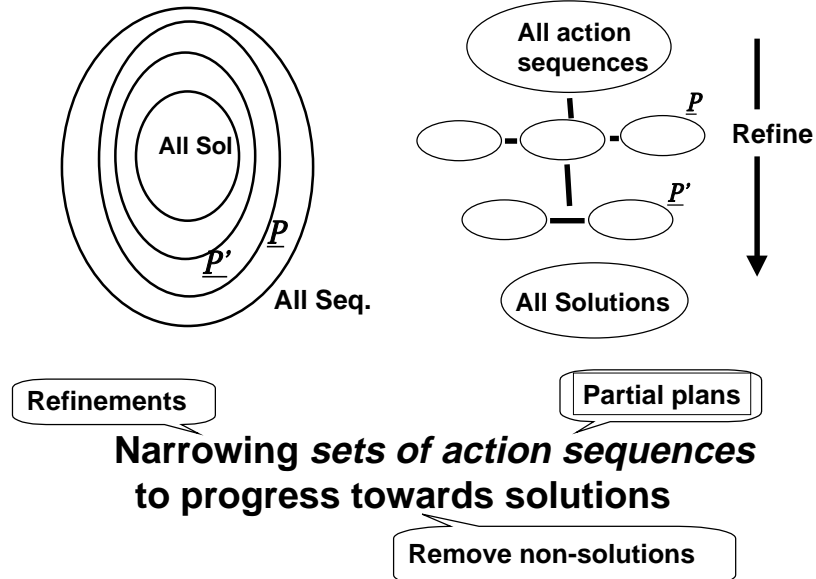 All Sol
P
P'
All Seq.
All action
sequences
P
Refine
P'
All Solutions
Refinements
Partial plans
Narrowing sets of action sequences
to progress towards solutions
Remove non-solutions